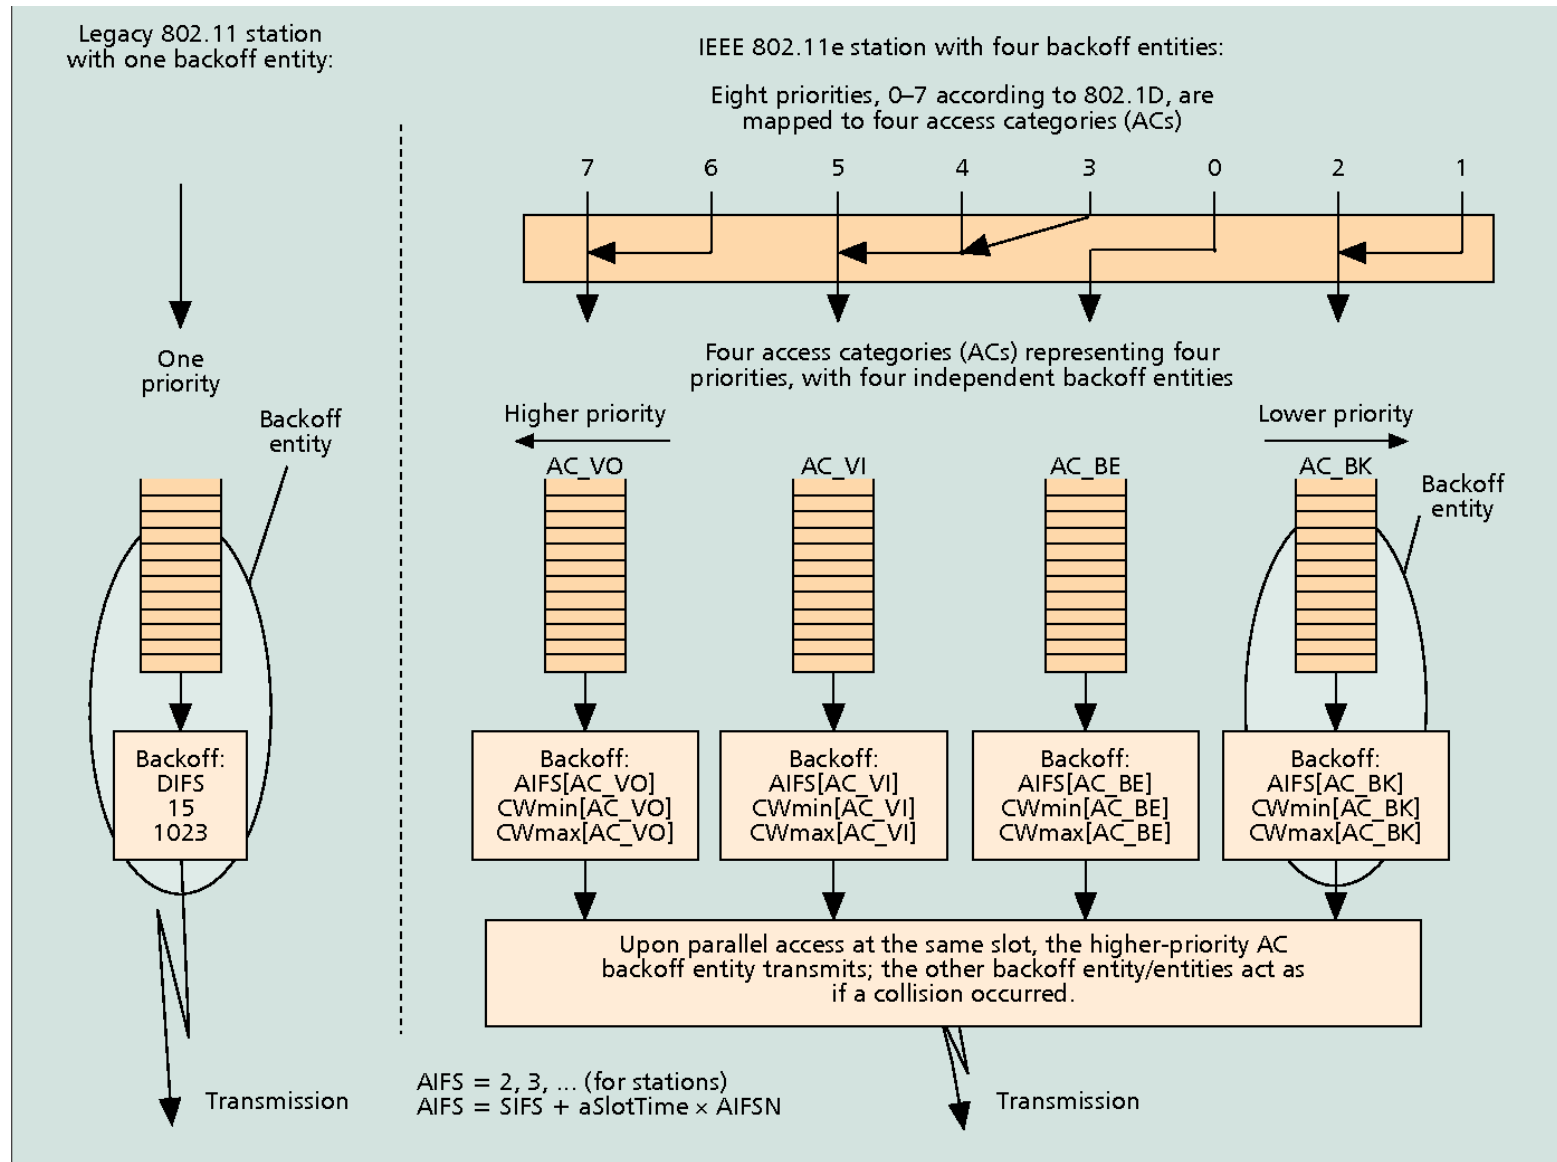 Legacy 802.11 station
with one backoff entity:
One
priority
Backoff
entity
Backoff:
DIFS
15
1023
Transmission
IEEE 802.11e station with four backoff entities:
Eight priorities, 0–7 according to 802.1D, are
mapped to four access categories (ACs)
7 6 5 4 3 0 2 1
Four access categories (ACs) representing four
priorities, with four independent backoff entities
Higher priority
Lower priority
AC_VO AC_VI AC_BE AC_BK
Backoff
entity
Backoff:
AIFS[AC_VO]
CWmin[AC_VO]
CWmax[AC_VO]
Backoff:
AIFS[AC_VI]
CWmin[AC_VI]
CWmax[AC_VI]
Backoff:
AIFS[AC_BE]
CWmin[AC_BE]
CWmax[AC_BE]
Backoff:
AIFS[AC_BK]
CWmin[AC_BK]
CWmax[AC_BK]
Upon parallel access at the same slot, the higher-priority AC
backoff entity transmits; the other backoff entity/entities act as
if a collision occurred.
AIFS = 2, 3, ... (for stations)
AIFS = SIFS + aSlotTime × AIFSN
Transmission